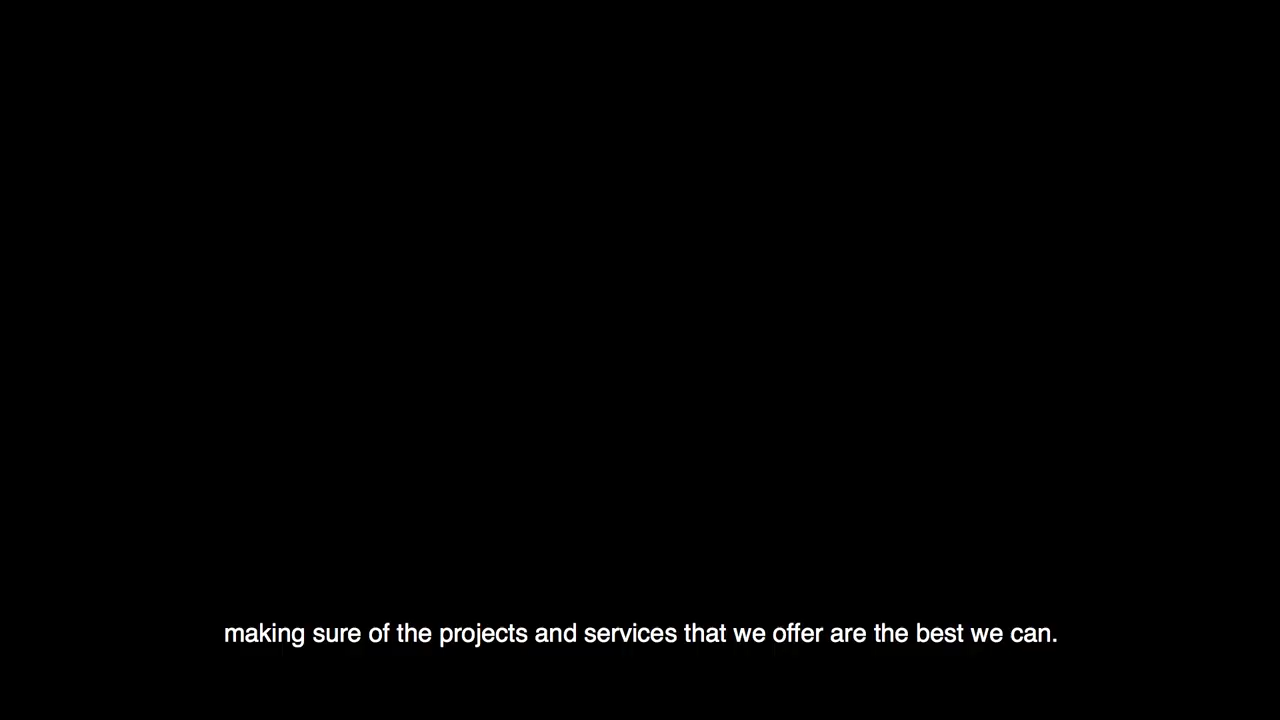 making sure of the projects and services that we offer are the best we can.